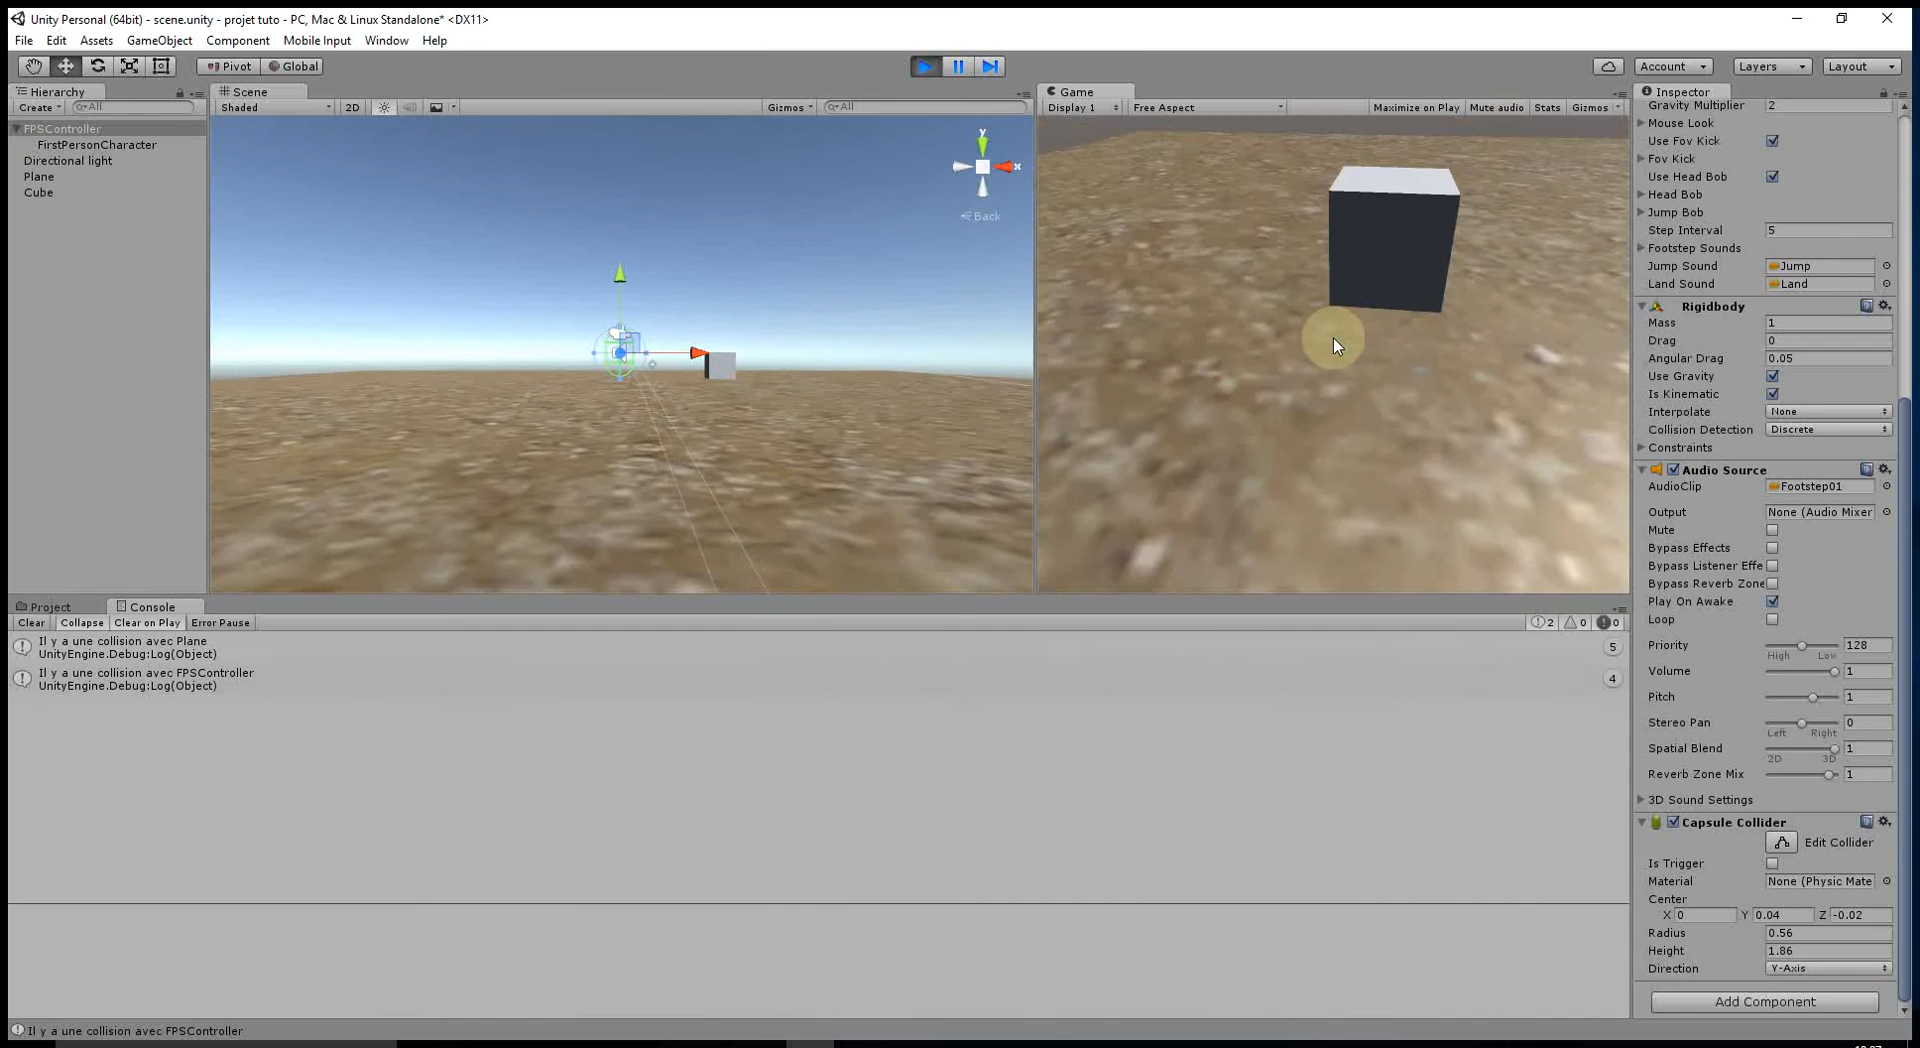 Unity Personal (64bit) - scene.unity - projet tuto - PC, Mac & Linux Standalone* <DX11>
File Edit Assets GameObject Component Mobile Input Window Help
Pivot Global Account Layers Layout
Hierarchy
Create All
FPSController
FirstPersonCharacter
Directional light
Plane
Cube
Scene
Shaded 2D Gizmos All
y
x
Back
Game
Display 1 Free Aspect Maximize on Play Mute audio Stats Gizmos
Inspector
Gravity Multiplier 2
Mouse Look
Use Fov Kick
Fov Kick
Use Head Bob
Head Bob
Jump Bob
Step Interval 5
Footstep Sounds
Jump Sound Jump
Land Sound Land
Rigidbody
Mass 1
Drag 0
Angular Drag 0.05
Use Gravity
Is Kinematic
Interpolate None
Collision Detection Discrete
Constraints
Audio Source
AudioClip Footstep01
Output None (Audio Mixer
Mute
Bypass Effects
Bypass Listener Effe
Bypass Reverb Zone
Play On Awake
Loop
Priority 128
High Low
Volume 1
Pitch 1
Stereo Pan 0
Left Right
Spatial Blend 1
2D 3D
Reverb Zone Mix 1
3D Sound Settings
Capsule Collider
Edit Collider
Is Trigger
Material None (Physic Mate
Center
X 0 Y 0.04 Z -0.02
Radius 0.56
Height 1.86
Direction Y-Axis
Add Component
Project Console
Clear Collapse Clear on Play Error Pause 2 0 0
Il y a une collision avec Plane
UnityEngine.Debug:Log(Object) 5
Il y a une collision avec FPSController
UnityEngine.Debug:Log(Object) 4
Il y a une collision avec FPSController